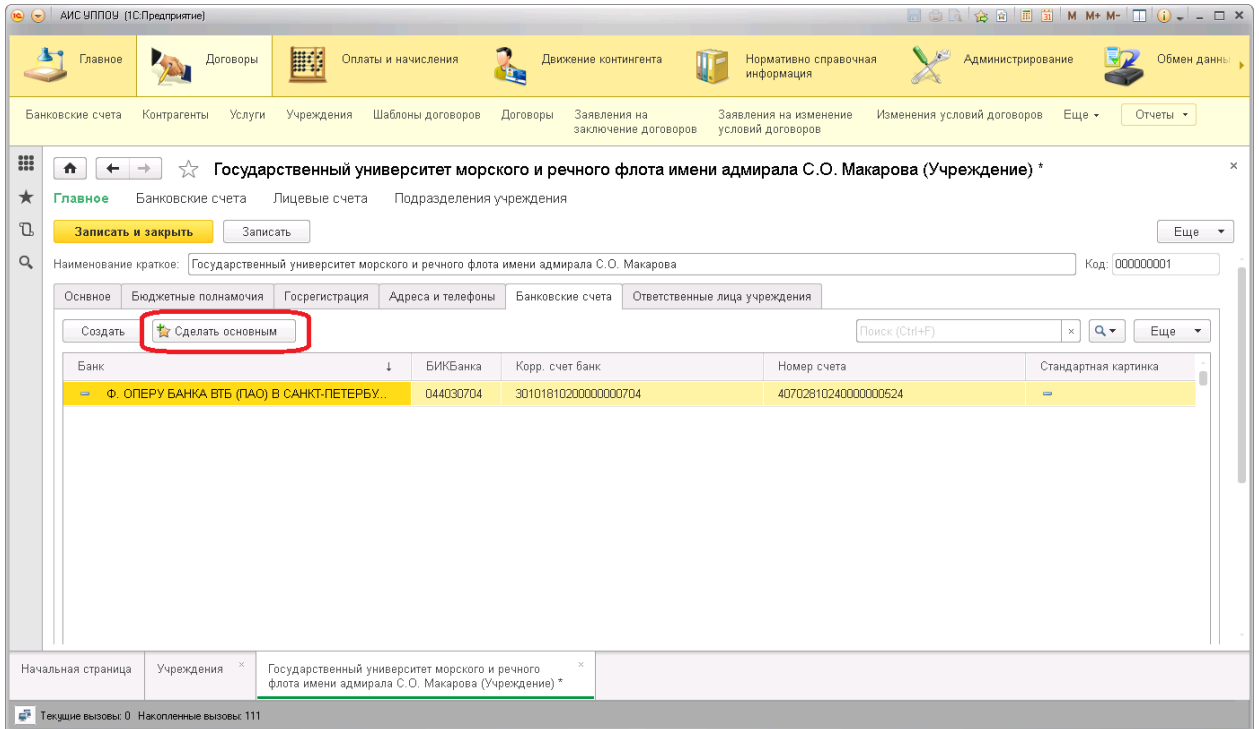 АИС УППОУ (1С:Предприятие)
M M+ M-
Главное
Договоры
Оплаты и начисления
Движение контингента
Нормативно справочная
информация
Администрирование
Обмен данны
Банковские счета
Контрагенты
Услуги
Учреждения
Шаблоны договоров
Договоры
Заявления на
заключение договоров
Заявления на изменение
условий договоров
Изменения условий договоров
Еще
Отчеты
Государственный университет морского и речного флота имени адмирала С.О. Макарова (Учреждение) *
Главное
Банковские счета
Лицевые счета
Подразделения учреждения
Записать и закрыть
Записать
Еще
Наименование краткое: Государственный университет морского и речного флота имени адмирала С.О. Макарова
Код: 000000001
Оснвное
Бюджетные полнамочия
Госрегистрация
Адреса и телефоны
Банковские счета
Ответственные лица учреждения
Создать
Сделать основным
Поиск (Ctrl+F)
×
Еще
Банк ↓
БИКБанка
Корр. счет банк
Номер счета
Стандартная картинка
Ф. ОПЕРУ БАНКА ВТБ (ПАО) В САНКТ-ПЕТЕРБУ...
044030704
30101810200000000704
40702810240000000524
Начальная страница
Учреждения
Государственный университет морского и речного
флота имени адмирала С.О. Макарова (Учреждение) *
Текущие вызовы: 0 Накопленные вызовы: 111